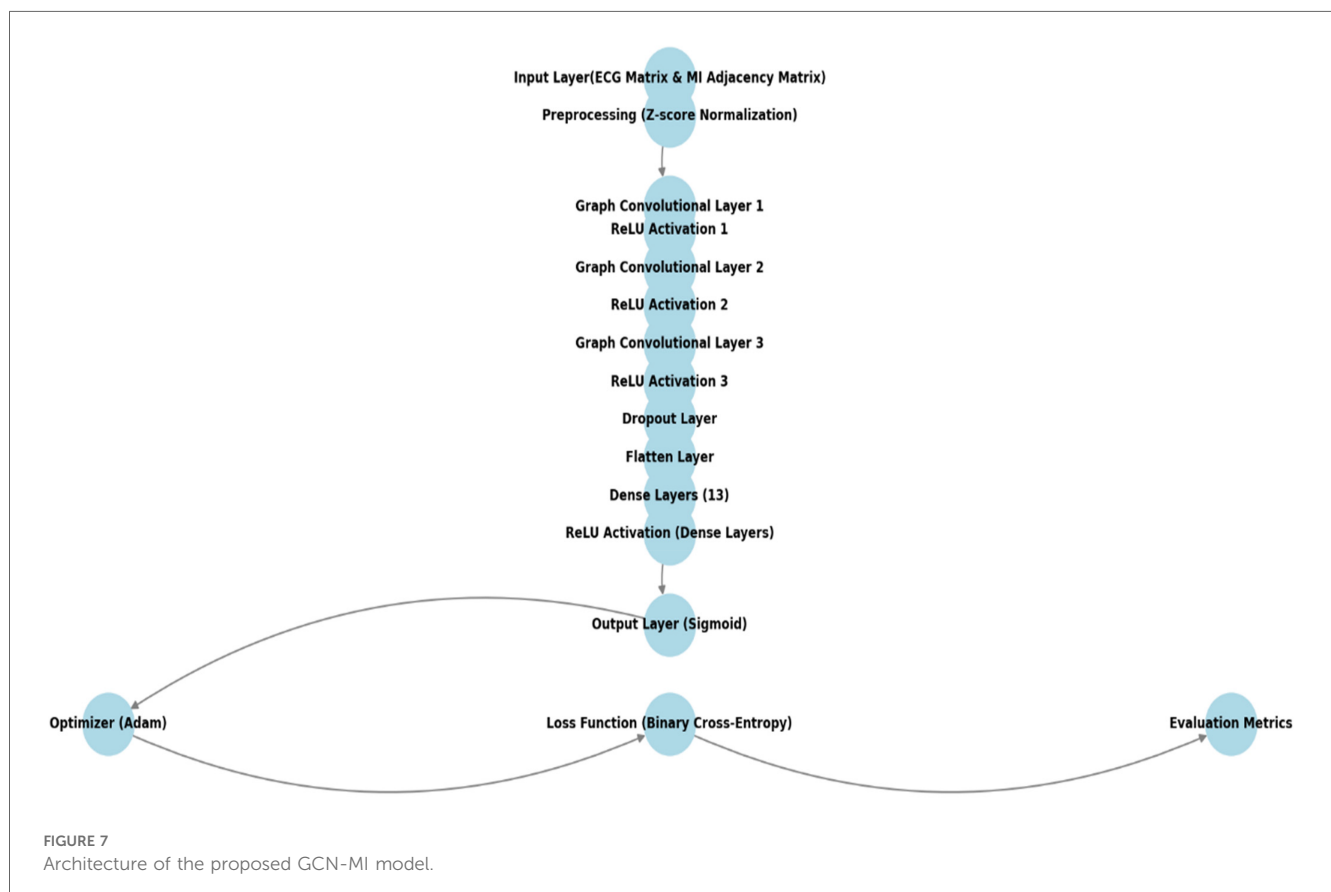 Input Layer(ECG Matrix & MI Adjacency Matrix)
Preprocessing (Z-score Normalization)
Graph Convolutional Layer 1
ReLU Activation 1
Graph Convolutional Layer 2
ReLU Activation 2
Graph Convolutional Layer 3
ReLU Activation 3
Dropout Layer
Flatten Layer
Dense Layers (13)
ReLU Activation (Dense Layers)
Output Layer (Sigmoid)
Optimizer (Adam)
Loss Function (Binary Cross-Entropy)
Evaluation Metrics
FIGURE 7
Architecture of the proposed GCN-MI model.